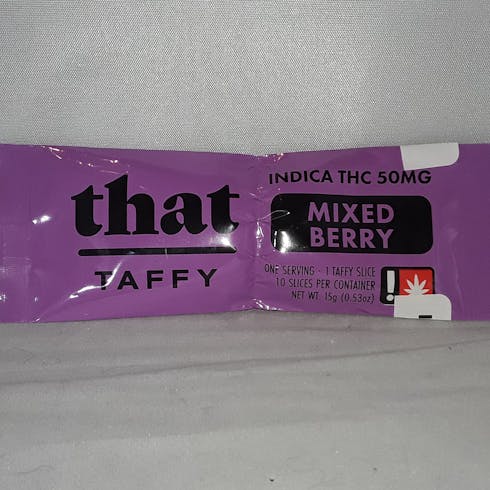 that
TAFFY
INDICA THC 50MG
MIXED
BERRY
ONE SERVING - 1 TAFFY SLICE
10 SLICES PER CONTAINER
NET WT. 15g (0.53oz)
!